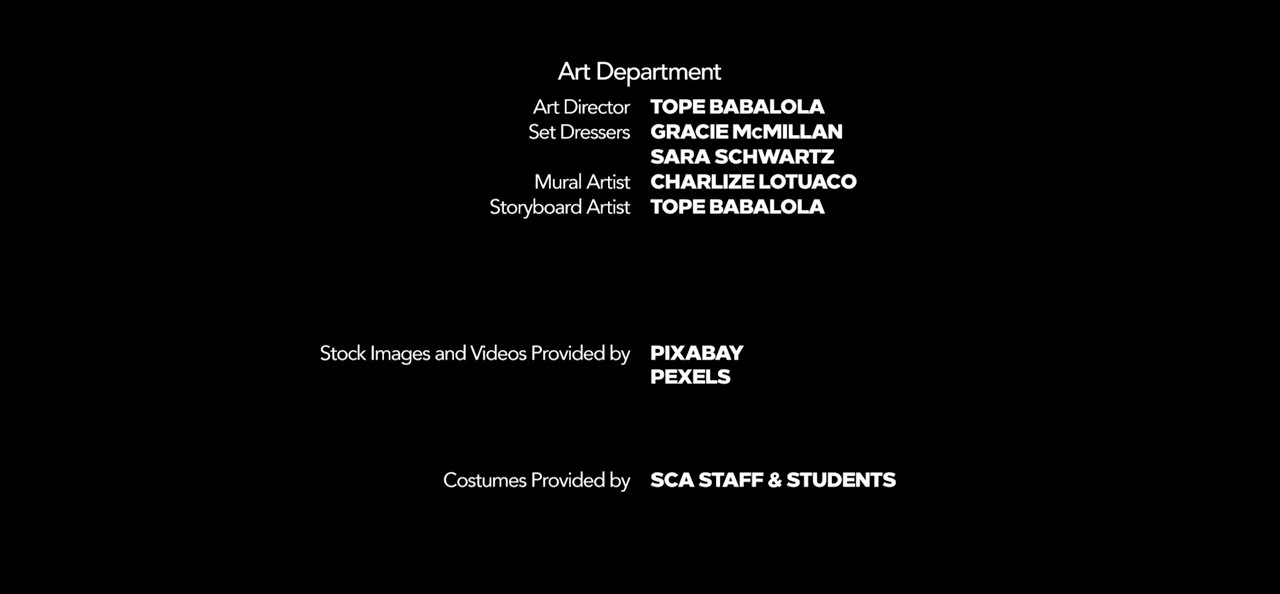 Art Department
Art Director TOPE BABALOLA
Set Dressers GRACIE McMILLAN
SARA SCHWARTZ
Mural Artist CHARLIZE LOTUACO
Storyboard Artist TOPE BABALOLA
Stock Images and Videos Provided by PIXABAY
PEXELS
Costumes Provided by SCA STAFF & STUDENTS